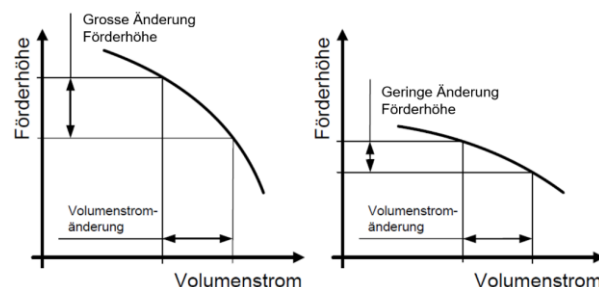 Grosse Änderung
Förderhöhe
Förderhöhe
Volumenstrom-
änderung
Volumenstrom
Geringe Änderung
Förderhöhe
Förderhöhe
Volumenstrom-
änderung
Volumenstrom